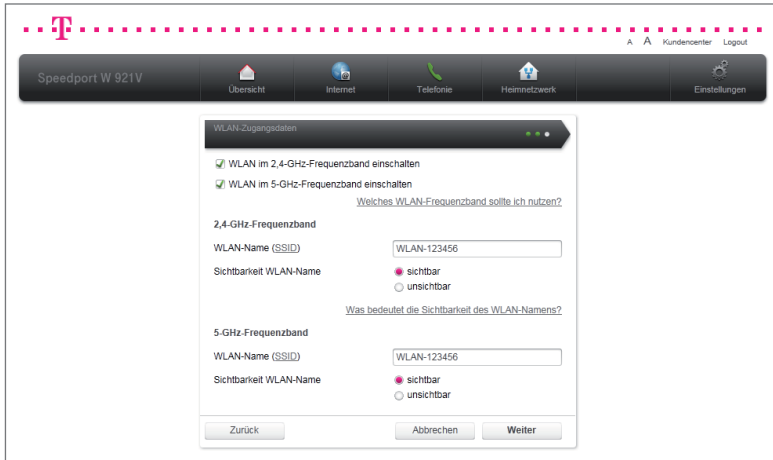 T
A A Kundencenter Logout
Speedport W 921V
Übersicht Internet Telefonie Heimnetzwerk Einstellungen
WLAN-Zugangsdaten
WLAN im 2,4-GHz-Frequenzband einschalten
WLAN im 5-GHz-Frequenzband einschalten
Welches WLAN-Frequenzband sollte ich nutzen?
2,4-GHz-Frequenzband
WLAN-Name (SSID) WLAN-123456
Sichtbarkeit WLAN-Name sichtbar
unsichtbar
Was bedeutet die Sichtbarkeit des WLAN-Namens?
5-GHz-Frequenzband
WLAN-Name (SSID) WLAN-123456
Sichtbarkeit WLAN-Name sichtbar
unsichtbar
Zurück Abbrechen Weiter